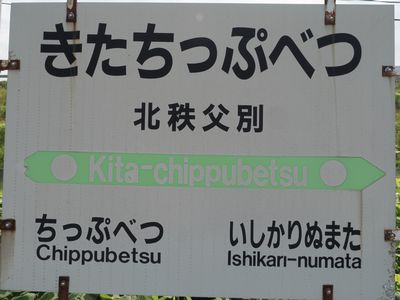 きたちっぷべつ
北秩父別
Kita-chippubetsu
ちっぷべつ いしかりぬまた
Chippubetsu Ishikari-numata